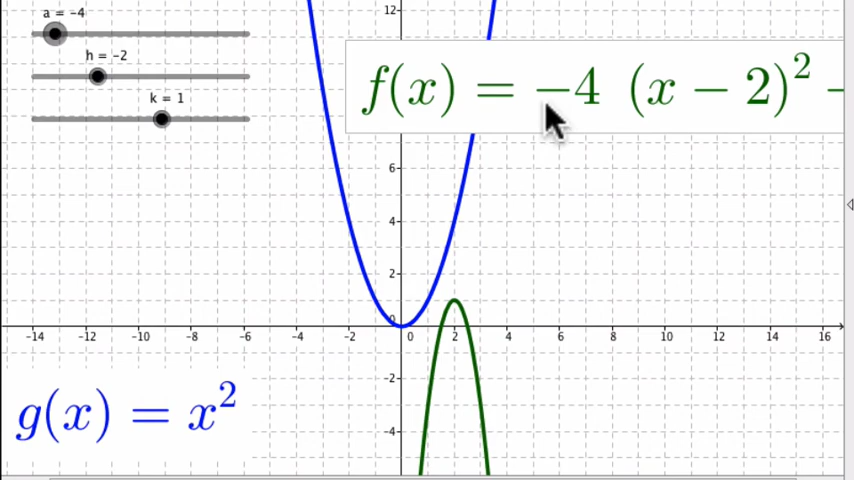 a = −4
h = −2
k = 1
f(x) = −4 (x − 2)²
12
6
4
2
0
-14 -12 -10 -8 -6 -4 -2 0 2 4 6 8 10 12 14 16
-2
-4
g(x) = x²